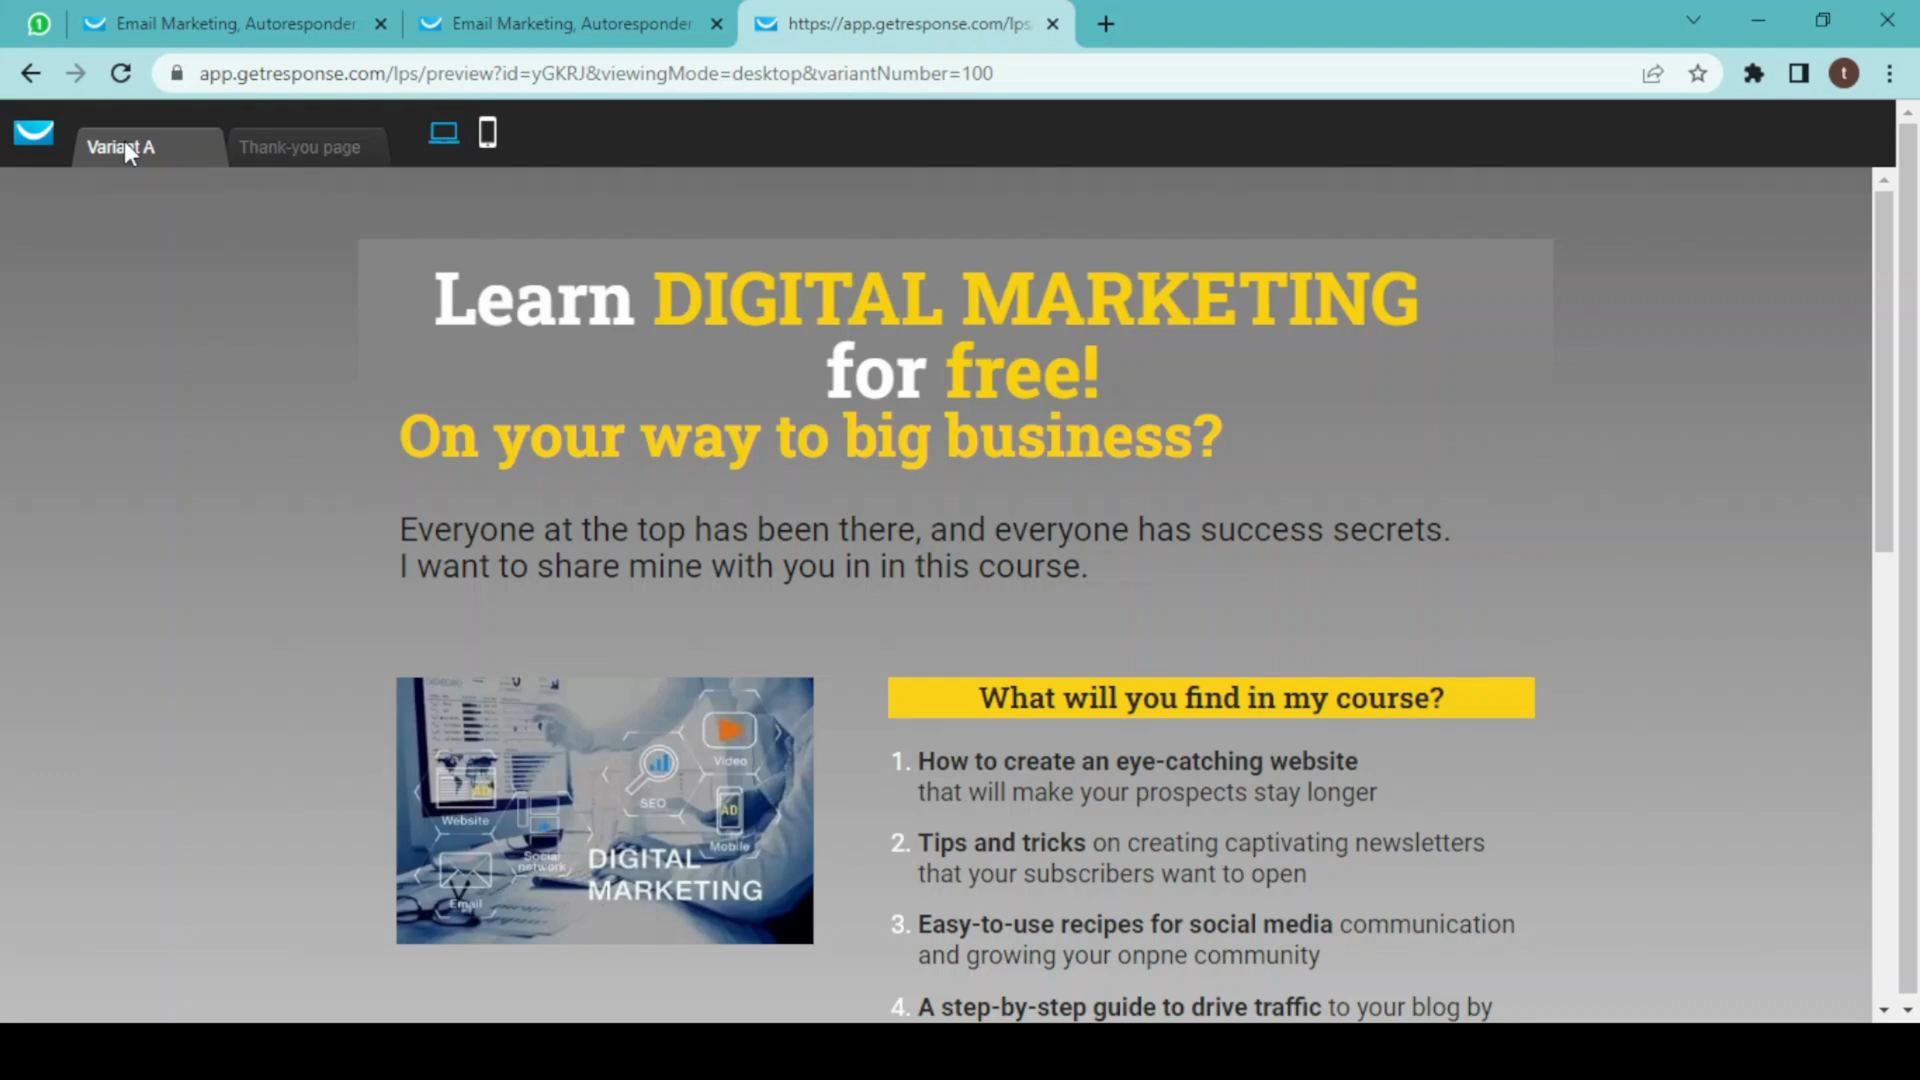 Email Marketing, Autoresponder
Email Marketing, Autoresponder
https://app.getresponse.com/lps
app.getresponse.com/lps/preview?id=yGKRJ&viewingMode=desktop&variantNumber=100
t
Variant A
Thank-you page
Learn DIGITAL MARKETING
for free!
On your way to big business?
Everyone at the top has been there, and everyone has success secrets.
I want to share mine with you in in this course.
Video
SEO
AD
AD
Website
Social
network
Mobile
Email
DIGITAL
MARKETING
What will you find in my course?
1. How to create an eye-catching website
that will make your prospects stay longer
2. Tips and tricks on creating captivating newsletters
that your subscribers want to open
3. Easy-to-use recipes for social media communication
and growing your onpne community
4. A step-by-step guide to drive traffic to your blog by